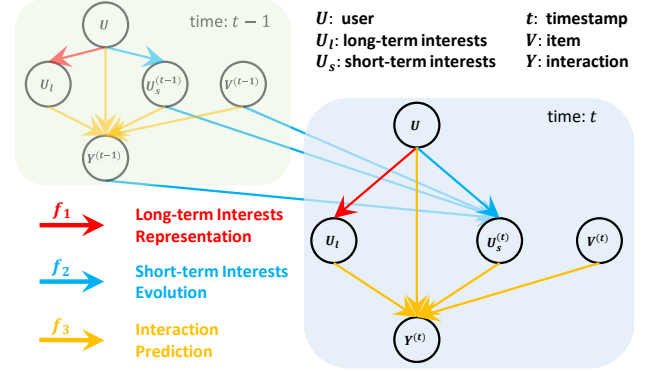 time: t − 1
U: user
t: timestamp
U_l: long-term interests
V: item
U_s: short-term interests
Y: interaction
U
U_l
U_s^(t−1)
V^(t−1)
Y^(t−1)
time: t
U
U_l
U_s^(t)
V^(t)
Y^(t)
f_1
Long-term Interests
Representation
f_2
Short-term Interests
Evolution
f_3
Interaction
Prediction